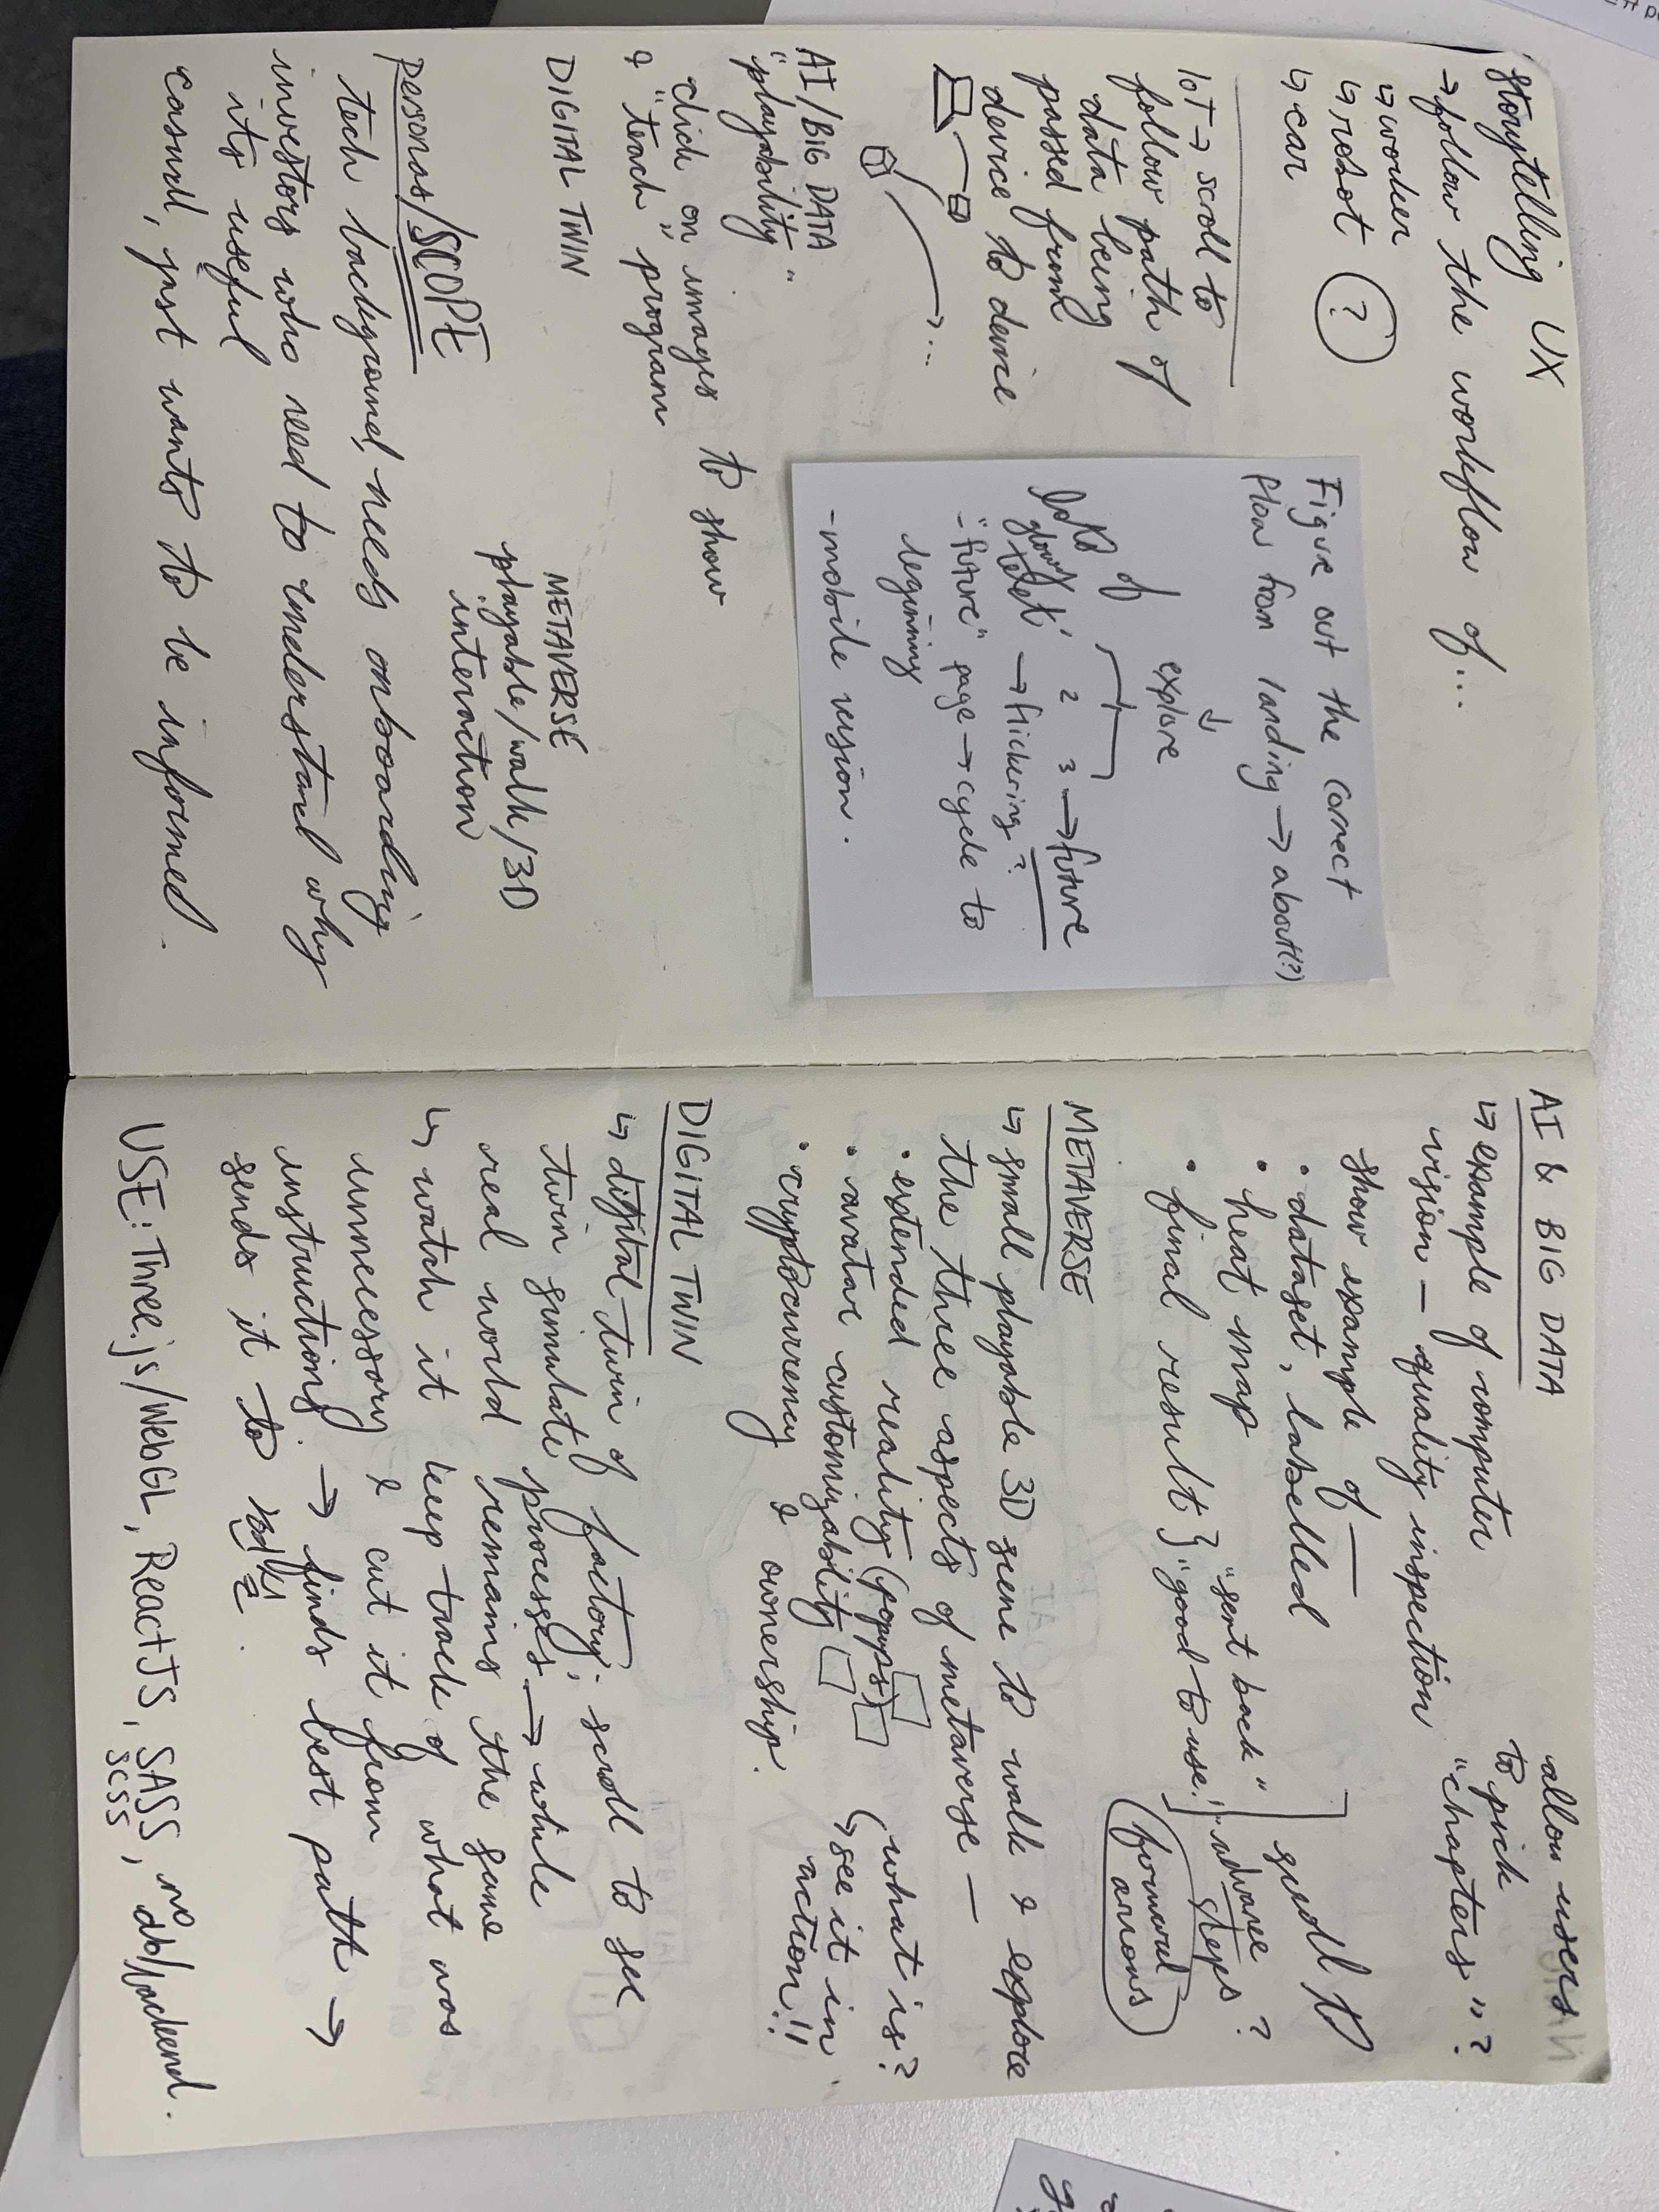 Storytelling UX
→ follow the workflow of...
↳ worker
↳ robot ?
↳ car
IoT → scroll to
follow path of
data being
passed from
device to device
...
AI/BIG DATA
"playability"
click on images to show
& "teach" program
DIGITAL TWIN
METAVERSE
playable/walk/3D
interaction
Personas/SCOPE
tech background, needs onboarding
investors who need to understand why
its useful
casual, just wants to be informed.
Figure out the correct
flow from landing → about(?)
↓
explore
2 3 → future
lots of
glowy
text
→ flickering ?
- "future" page → cycle to
beginning
- mobile version.
AI & BIG DATA
↳ example of computer
vision — quality inspection
show example of —
• dataset, labelled
• heat map
• final result } "sent back"
"good to use!"
allow users
to pick
"chapters"?
scroll to
advance
steps ?
forward
arrows
METAVERSE
↳ small playable 3D scene to walk & explore
the three aspects of metaverse —
• extended reality (popups)
• avatar customizability
• cryptocurrency & ownership.
what is?
↳ see it in
action!!
DIGITAL TWIN
↳ digital twin of factory; scroll to see
twin simulate processes → while
real world remains the same
↳ watch it keep track of what was
unnecessary & cut it from
instructions. → finds best path →
sends it to 현실.
USE: Three.js/WebGL, ReactJS, SASS, no
SCSS db/backend.